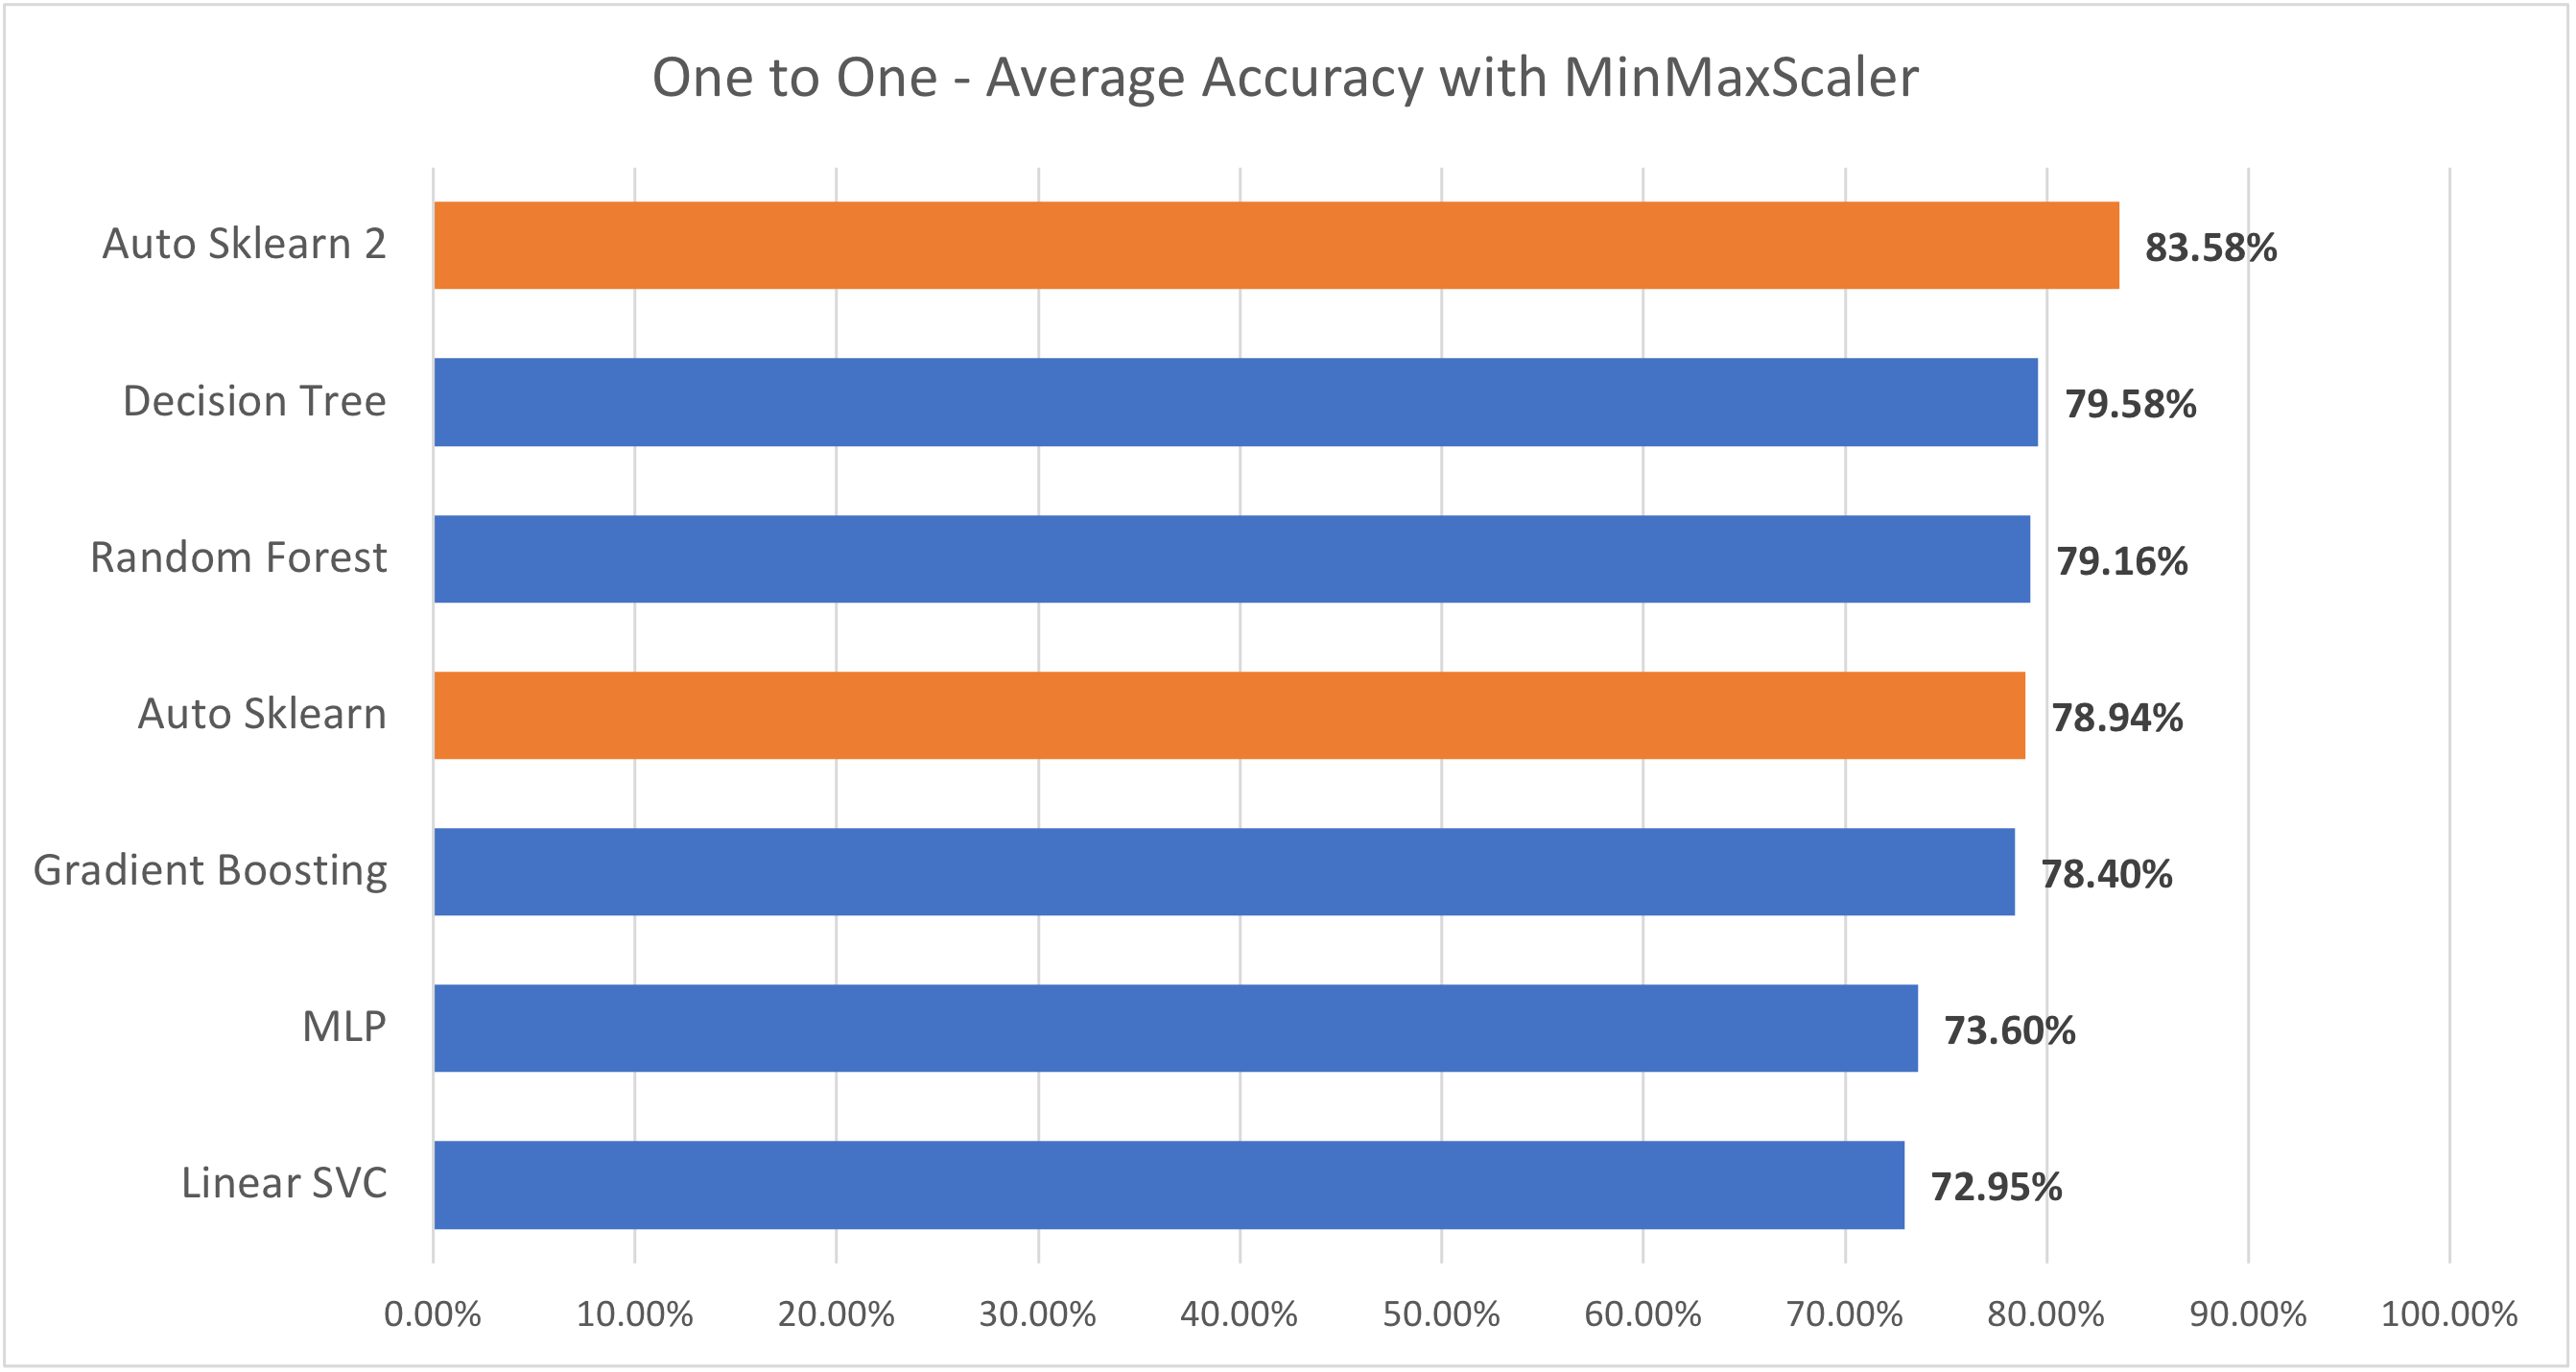 One to One - Average Accuracy with MinMaxScaler
Auto Sklearn 2
83.58%
Decision Tree
79.58%
Random Forest
79.16%
Auto Sklearn
78.94%
Gradient Boosting
78.40%
MLP
73.60%
Linear SVC
72.95%
0.00% 10.00% 20.00% 30.00% 40.00% 50.00% 60.00% 70.00% 80.00% 90.00% 100.00%